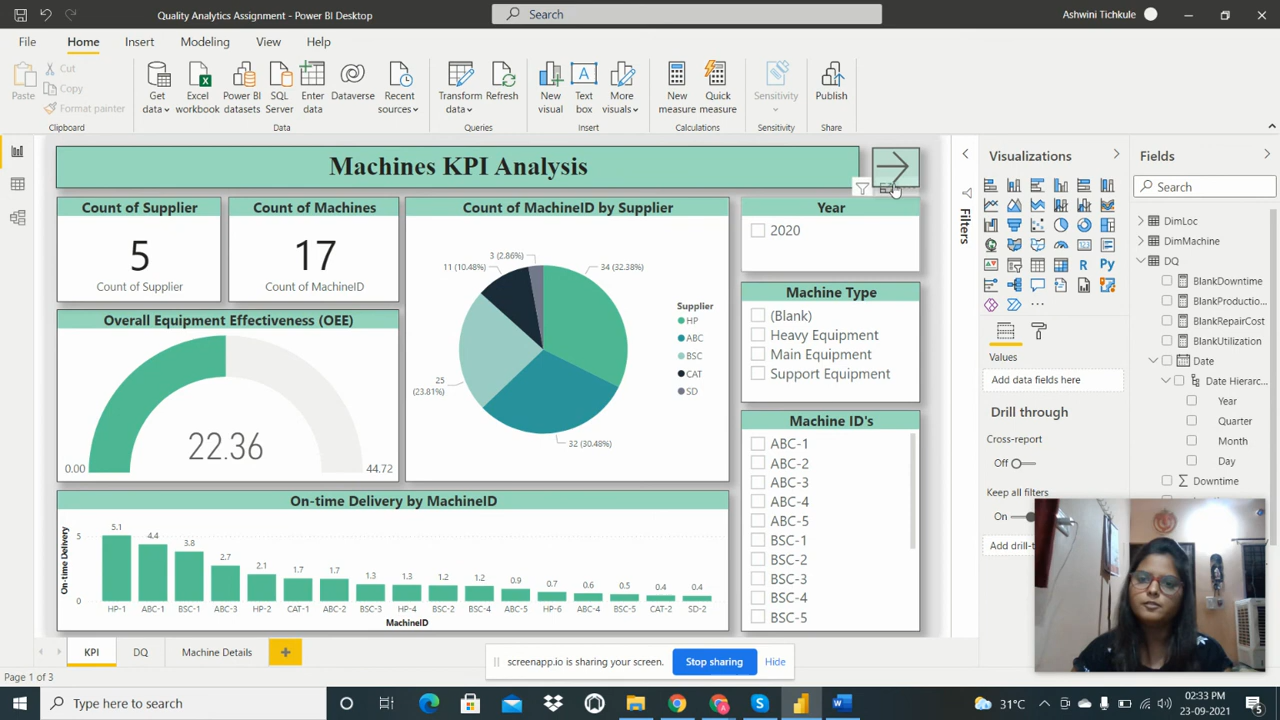 Quality Analytics Assignment - Power BI Desktop
Search
Ashwini Tichkule
File Home Insert Modeling View Help
Paste
Cut
Copy
Format painter
Clipboard
Get data
Excel workbook
Power BI datasets
SQL Server
Enter data
Dataverse
Recent sources
Data
Transform data
Refresh
Queries
New visual
Text box
More visuals
Insert
New measure
Quick measure
Calculations
Sensitivity
Sensitivity
Publish
Share
Machines KPI Analysis
Count of Supplier
5
Count of Supplier
Count of Machines
17
Count of MachineID
Overall Equipment Effectiveness (OEE)
22.36
0.00
44.72
Count of MachineID by Supplier
3 (2.86%)
11 (10.48%)
34 (32.38%)
25
(23.81%)
32 (30.48%)
Supplier
HP
ABC
BSC
CAT
SD
Year
2020
Machine Type
(Blank)
Heavy Equipment
Main Equipment
Support Equipment
Machine ID's
ABC-1
ABC-2
ABC-3
ABC-4
ABC-5
BSC-1
BSC-2
BSC-3
BSC-4
BSC-5
On-time Delivery by MachineID
On-time Delivery
5
0
5.1 4.4 3.8 2.7 2.1 1.7 1.7 1.3 1.3 1.2 1.2 0.9 0.7 0.6 0.5 0.4 0.4
HP-1 ABC-1 BSC-1 ABC-3 HP-2 CAT-1 ABC-2 BSC-3 HP-4 BSC-2 BSC-4 ABC-5 HP-6 ABC-4 BSC-5 CAT-2 SD-2
MachineID
Filters
Visualizations
R
Py
Values
Add data fields here
Drill through
Cross-report
Off
Keep all filters
On
Add drill-t
Fields
Search
DimLoc
DimMachine
DQ
BlankDowntime
BlankProductio...
BlankRepairCost
BlankUtilization
Date
Date Hierarc...
Year
Quarter
Month
Day
Downtime
KPI
DQ
Machine Details
screenapp.io is sharing your screen.
Stop sharing
Hide
Page 1 of 3
Type here to search
31°C
02:33 PM
23-09-2021
5